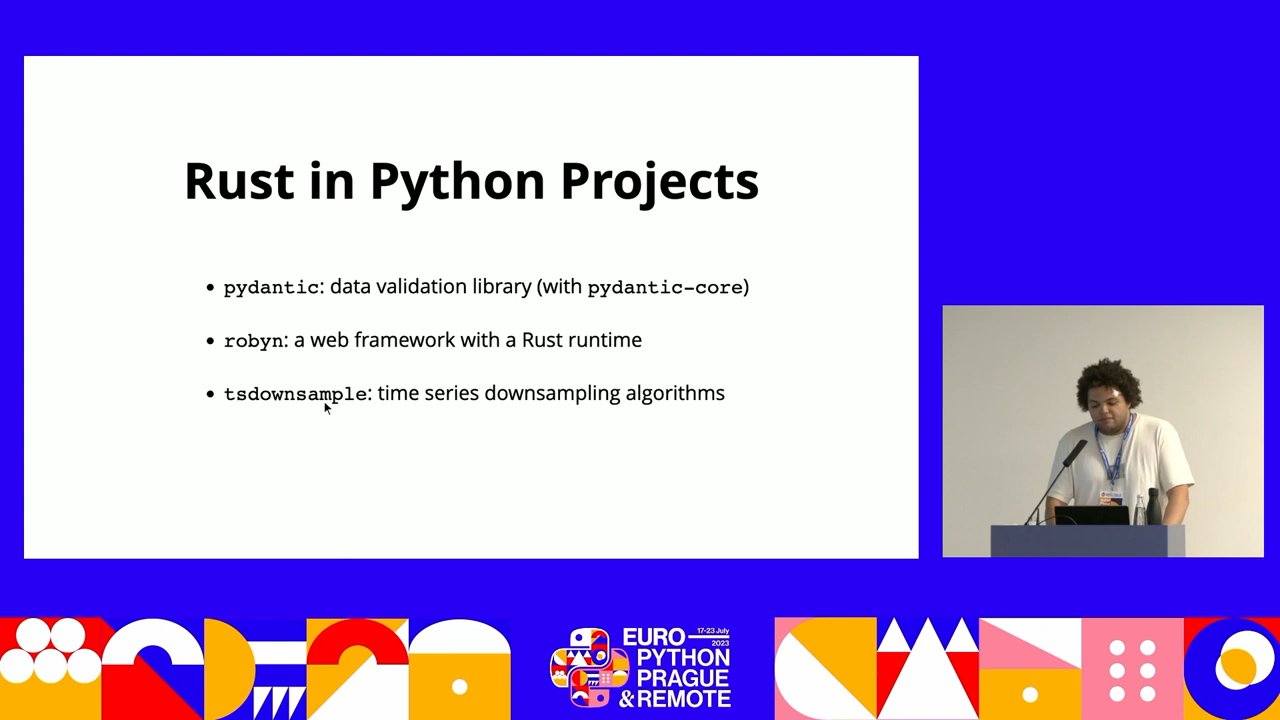 Rust in Python Projects
• pydantic: data validation library (with pydantic-core)
• robyn: a web framework with a Rust runtime
• tsdownsample: time series downsampling algorithms
EURO 17-23 July
2023
PYTHON
PRAGUE
& REMOTE